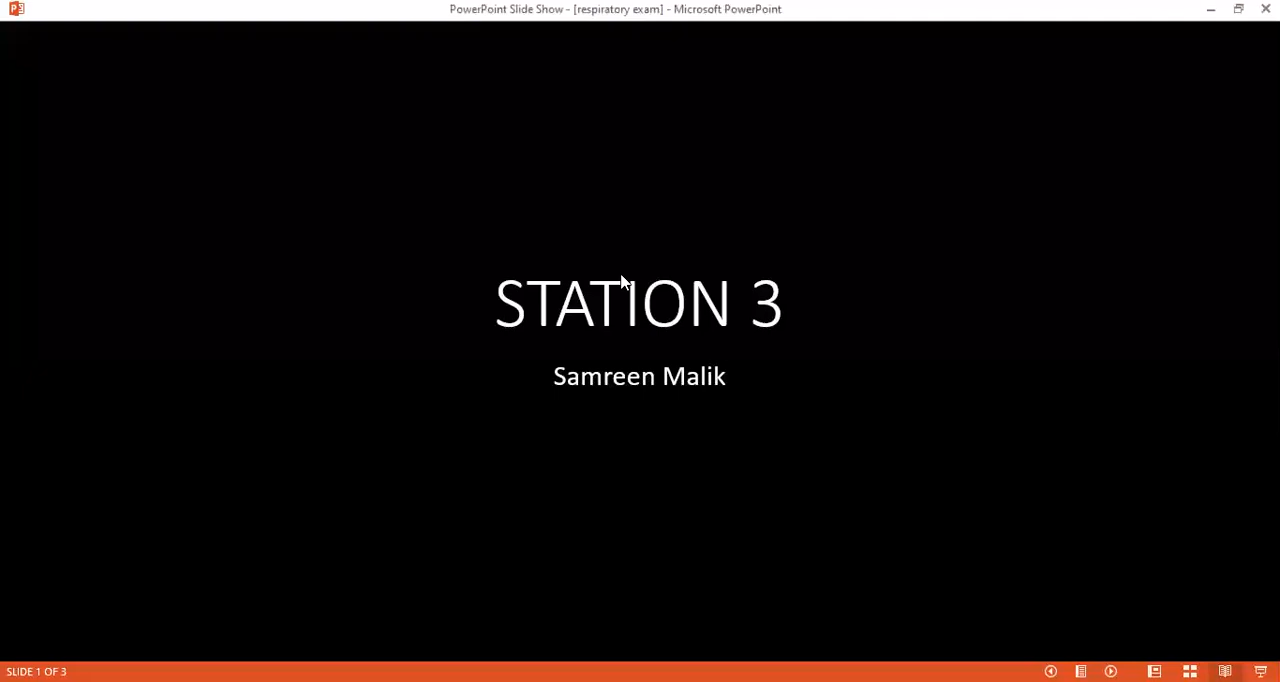 PowerPoint Slide Show - [respiratory exam] - Microsoft PowerPoint
STATION 3
Samreen Malik
SLIDE 1 OF 3